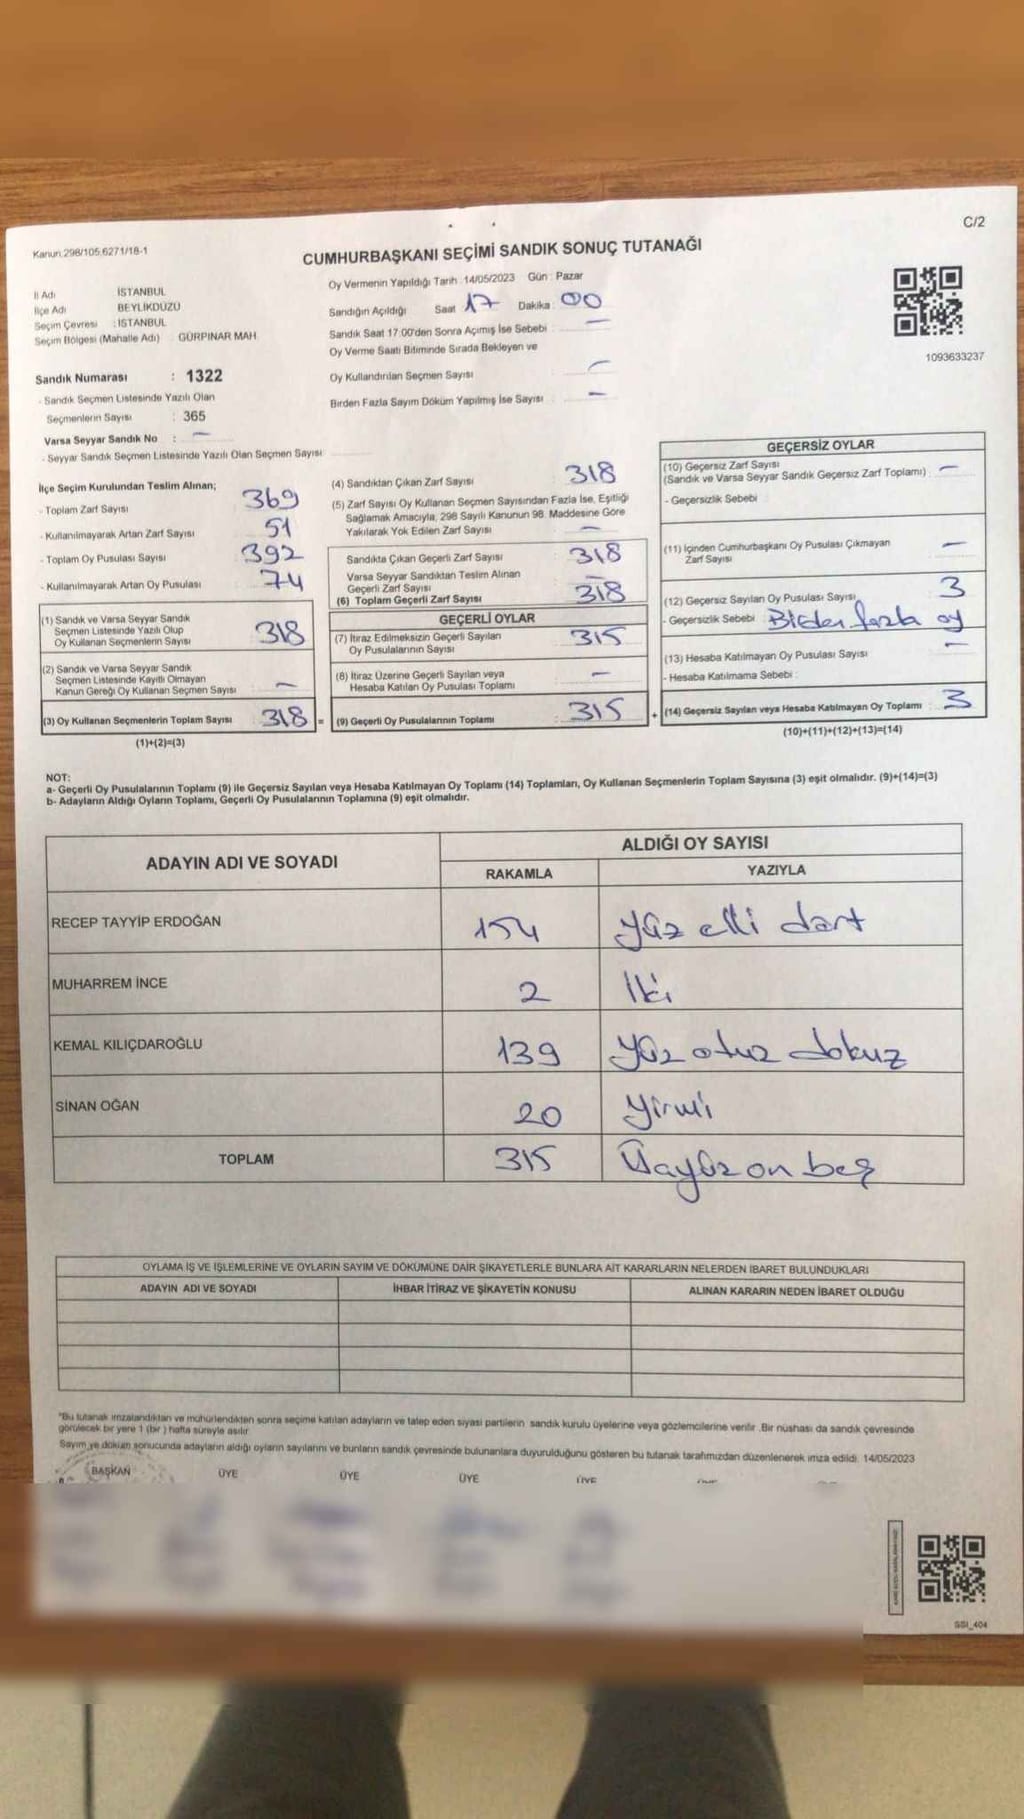 C/2
Kanun 298/105.6271/18-1
CUMHURBAŞKANI SEÇİMİ SANDIK SONUÇ TUTANAĞI
Oy Vermenin Yapıldığı Tarih :14/05/2023 Gün : Pazar
İl Adı İSTANBUL
İlçe Adı BEYLİKDÜZÜ
Seçim Çevresi : İSTANBUL
Seçim Bölgesi (Mahalle Adı) GÜRPINAR MAH
Sandığın Açıldığı Saat 17 Dakika 00
Sandık Saat 17:00'den Sonra Açımış İse Sebebi : —
Oy Verme Saati Bitiminde Sırada Bekleyen ve
Oy Kullandırılan Seçmen Sayısı —
Birden Fazla Sayım Döküm Yapılmış İse Sayısı —
1093633237
Sandık Numarası : 1322
- Sandık Seçmen Listesinde Yazılı Olan
Seçmenlerin Sayısı : 365
Varsa Seyyar Sandık No : —
- Seyyar Sandık Seçmen Listesinde Yazılı Olan Seçmen Sayısı
İlçe Seçim Kurulundan Teslim Alınan;
- Toplam Zarf Sayısı 369
- Kullanılmayarak Artan Zarf Sayısı 51
- Toplam Oy Pusulası Sayısı 392
- Kullanılmayarak Artan Oy Pusulası 74
(1) Sandık ve Varsa Seyyar Sandık
Seçmen Listesinde Yazılı Olup
Oy Kullanan Seçmenlerin Sayısı 318
(2) Sandık ve Varsa Seyyar Sandık
Seçmen Listesinde Kayıtlı Olmayan
Kanun Gereği Oy Kullanan Seçmen Sayısı —
(3) Oy Kullanan Seçmenlerin Toplam Sayısı 318 =
(1)+(2)=(3)
(4) Sandıktan Çıkan Zarf Sayısı 318
(5) Zarf Sayısı Oy Kullanan Seçmen Sayısından Fazla İse, Eşitliği
Sağlamak Amacıyla, 298 Sayılı Kanunun 98. Maddesine Göre
Yakılarak Yok Edilen Zarf Sayısı —
Sandıkta Çıkan Geçerli Zarf Sayısı 318
Varsa Seyyar Sandıktan Teslim Alınan
Geçerli Zarf Sayısı —
(6) Toplam Geçerli Zarf Sayısı 318
GEÇERLİ OYLAR
(7) İtiraz Edilmeksizin Geçerli Sayılan
Oy Pusulalarının Sayısı 315
(8) İtiraz Üzerine Geçerli Sayılan veya
Hesaba Katılan Oy Pusulası Toplamı —
(9) Geçerli Oy Pusulalarının Toplamı 315 +
GEÇERSİZ OYLAR
(10) Geçersiz Zarf Sayısı
(Sandık ve Varsa Seyyar Sandık Geçersiz Zarf Toplamı) —
- Geçersizlik Sebebi
(11) İçinden Cumhurbaşkanı Oy Pusulası Çıkmayan
Zarf Sayısı —
(12) Geçersiz Sayılan Oy Pusulası Sayısı 3
- Geçersizlik Sebebi Birden fazla oy
(13) Hesaba Katılmayan Oy Pusulası Sayısı —
- Hesaba Katılmama Sebebi :
(14) Geçersiz Sayılan veya Hesaba Katılmayan Oy Toplamı 3
(10)+(11)+(12)+(13)=(14)
NOT:
a- Geçerli Oy Pusulalarının Toplamı (9) ile Geçersiz Sayılan veya Hesaba Katılmayan Oy Toplamı (14) Toplamları, Oy Kullanan Seçmenlerin Toplam Sayısına (3) eşit olmalıdır. (9)+(14)=(3)
b- Adayların Aldığı Oyların Toplamı, Geçerli Oy Pusulalarının Toplamına (9) eşit olmalıdır.
ADAYIN ADI VE SOYADI ALDIĞI OY SAYISI
RAKAMLA YAZIYLA
RECEP TAYYİP ERDOĞAN 154 Yüz elli dört
MUHARREM İNCE 2 İki
KEMAL KILIÇDAROĞLU 139 Yüz otuz dokuz
SİNAN OĞAN 20 Yirmi
TOPLAM 315 Üçyüz on beş
OYLAMA İŞ VE İŞLEMLERİNE VE OYLARIN SAYIM VE DÖKÜMÜNE DAİR ŞİKAYETLERLE BUNLARA AİT KARARLARIN NELERDEN İBARET BULUNDUKLARI
ADAYIN ADI VE SOYADI İHBAR İTİRAZ VE ŞİKAYETİN KONUSU ALINAN KARARIN NEDEN İBARET OLDUĞU
*Bu tutanak imzalandıktan ve mühürlendikten sonra seçime katılan adayların ve talep eden siyasi partilerin sandık kurulu üyelerine veya gözlemcilerine verilir. Bir nüshası da sandık çevresinde
görülecek bir yere 1 (bir) hafta süreyle asılır
Sayım ve döküm sonucunda adayların aldığı oyların sayılarını ve bunların sandık çevresinde bulunanlara duyurulduğunu gösteren bu tutanak tarafımızdan düzenlenerek imza edildi. 14/05/2023
BAŞKAN ÜYE ÜYE ÜYE ÜYE
SSI_404